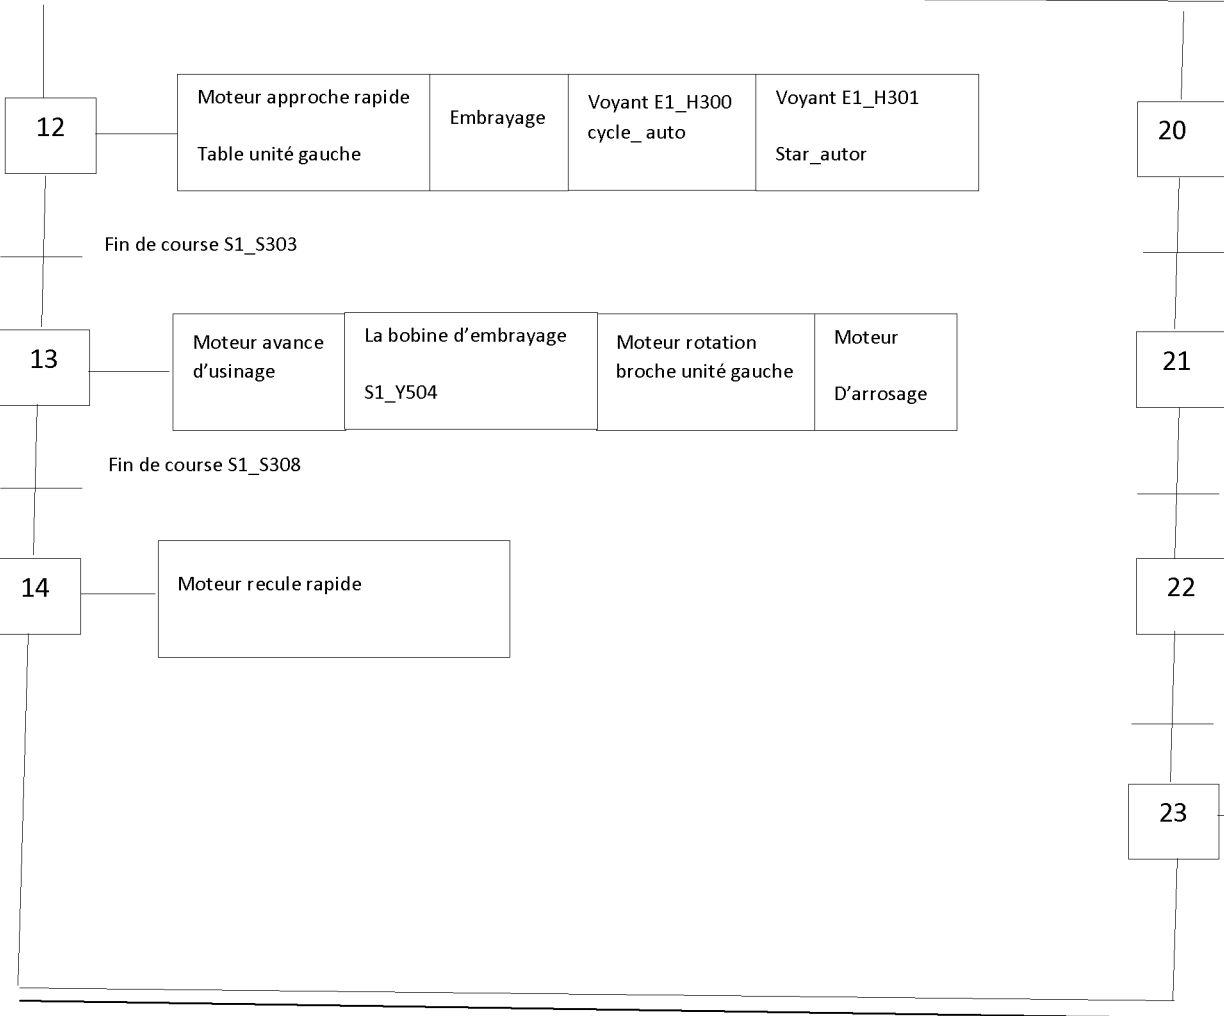 12
Moteur approche rapide
Table unité gauche
Embrayage
Voyant E1_H300
cycle_ auto
Voyant E1_H301
Star_autor
20
Fin de course S1_S303
13
Moteur avance
d’usinage
La bobine d’embrayage
S1_Y504
Moteur rotation
broche unité gauche
Moteur
D’arrosage
21
Fin de course S1_S308
14
Moteur recule rapide
22
23